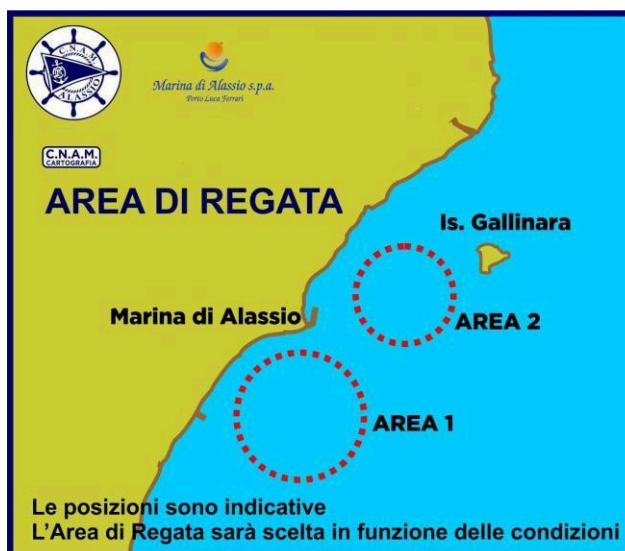 C.N.A.M.
ALASSIO
Marina di Alassio s.p.a.
Porto Luca Ferrari
C.N.A.M.
CARTOGRAFIA
AREA DI REGATA
Is. Gallinara
Marina di Alassio
AREA 2
AREA 1
Le posizioni sono indicative
L'Area di Regata sarà scelta in funzione delle condizioni